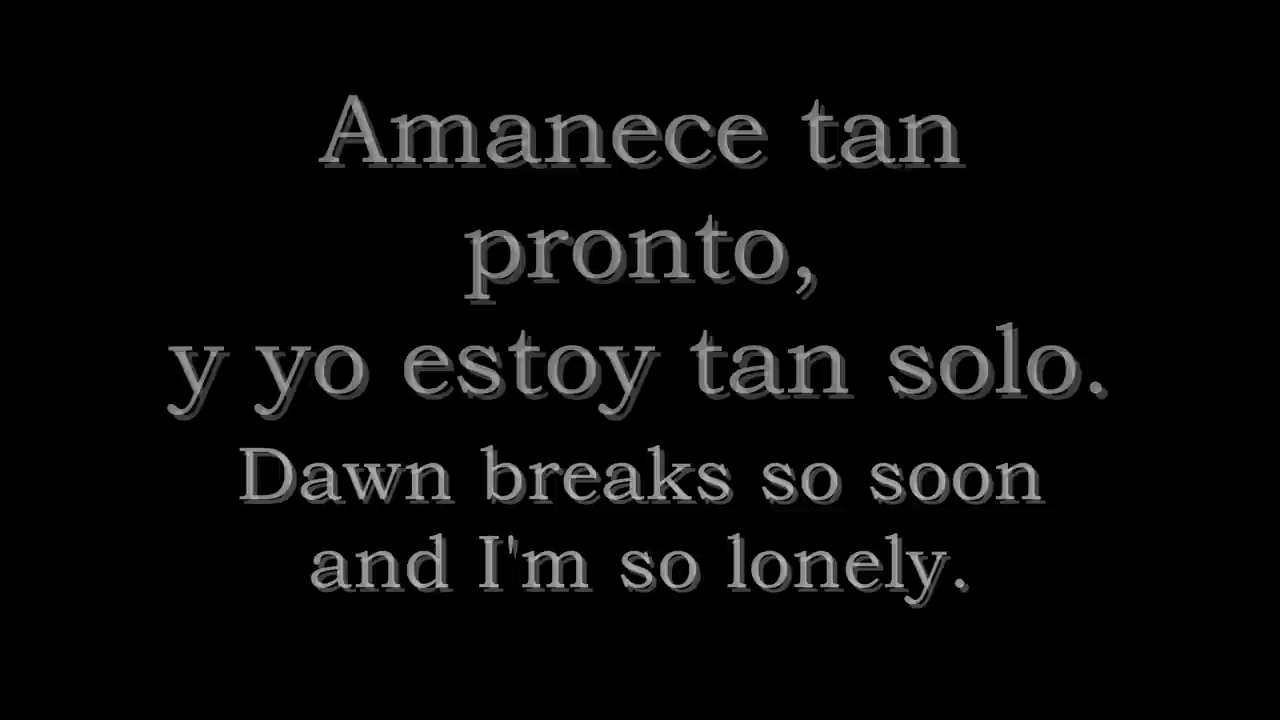 Amanece tan
pronto,
y yo estoy tan solo.
Dawn breaks so soon
and I'm so lonely.